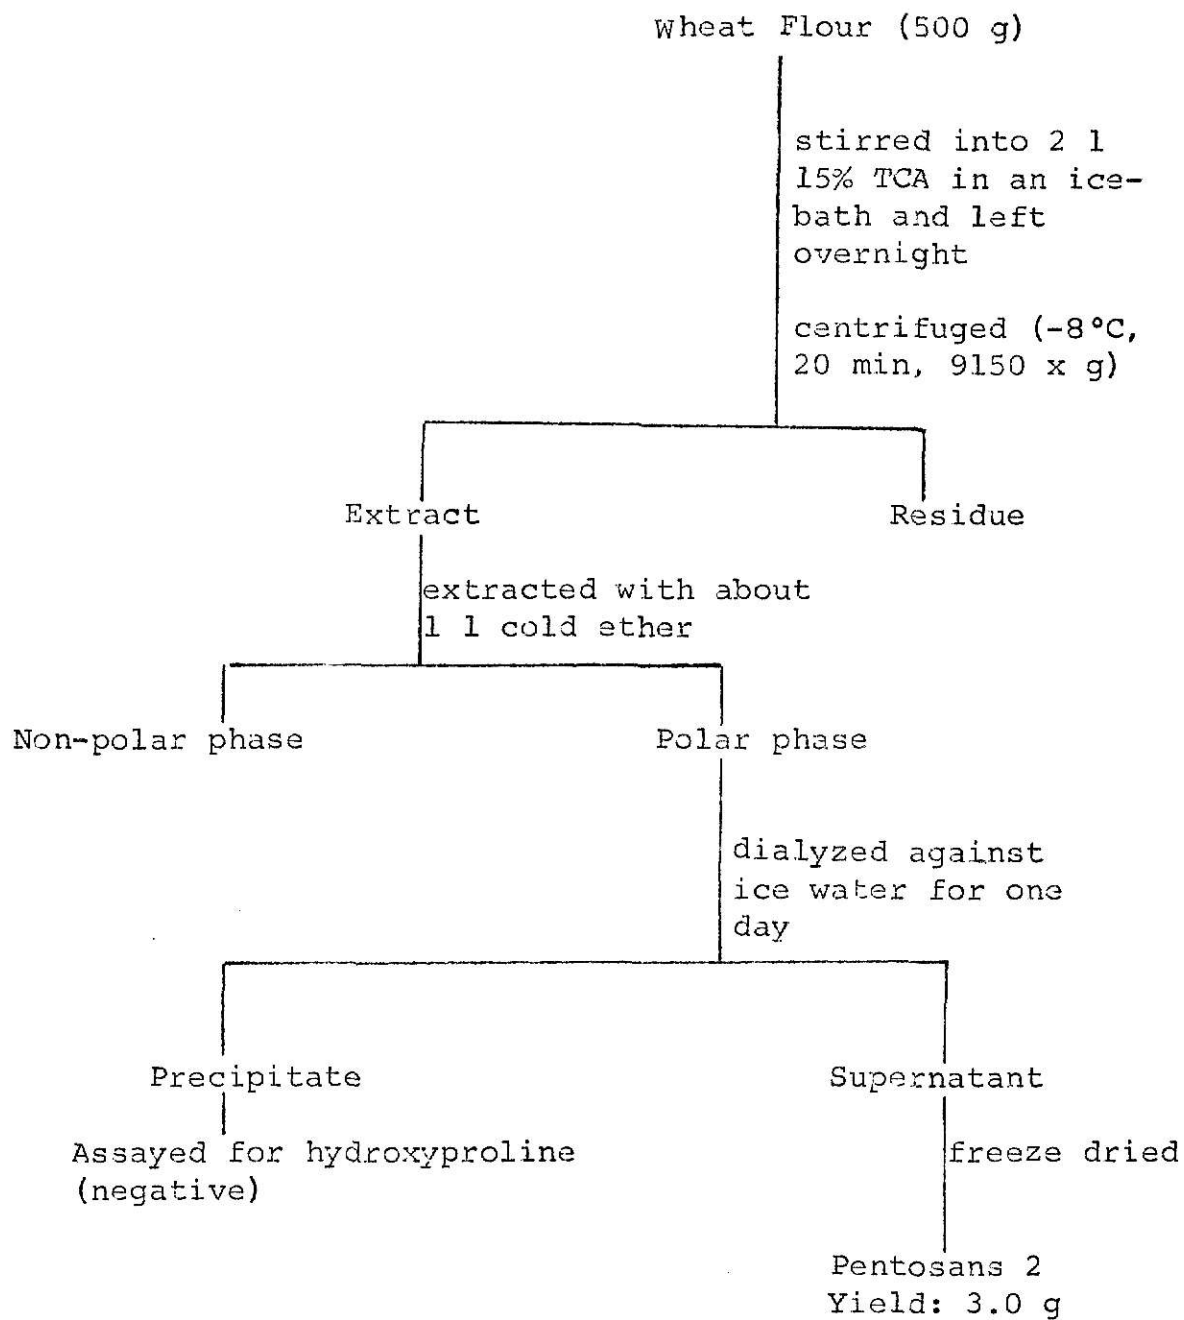 Wheat Flour (500 g)
stirred into 2 l
15% TCA in an ice-
bath and left
overnight
centrifuged (-8°C,
20 min, 9150 x g)
Extract
Residue
extracted with about
1 l cold ether
Non-polar phase
Polar phase
dialyzed against
ice water for one
day
Precipitate
Supernatant
Assayed for hydroxyproline
(negative)
freeze dried
Pentosans 2
Yield: 3.0 g